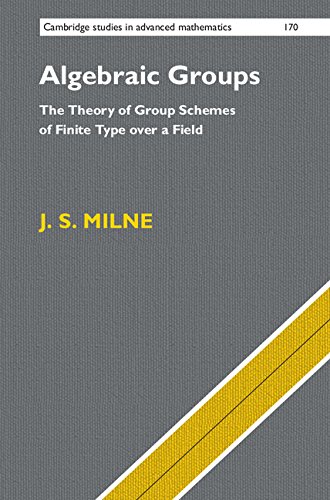 Cambridge studies in advanced mathematics 170
Algebraic Groups
The Theory of Group Schemes
of Finite Type over a Field
J. S. MILNE